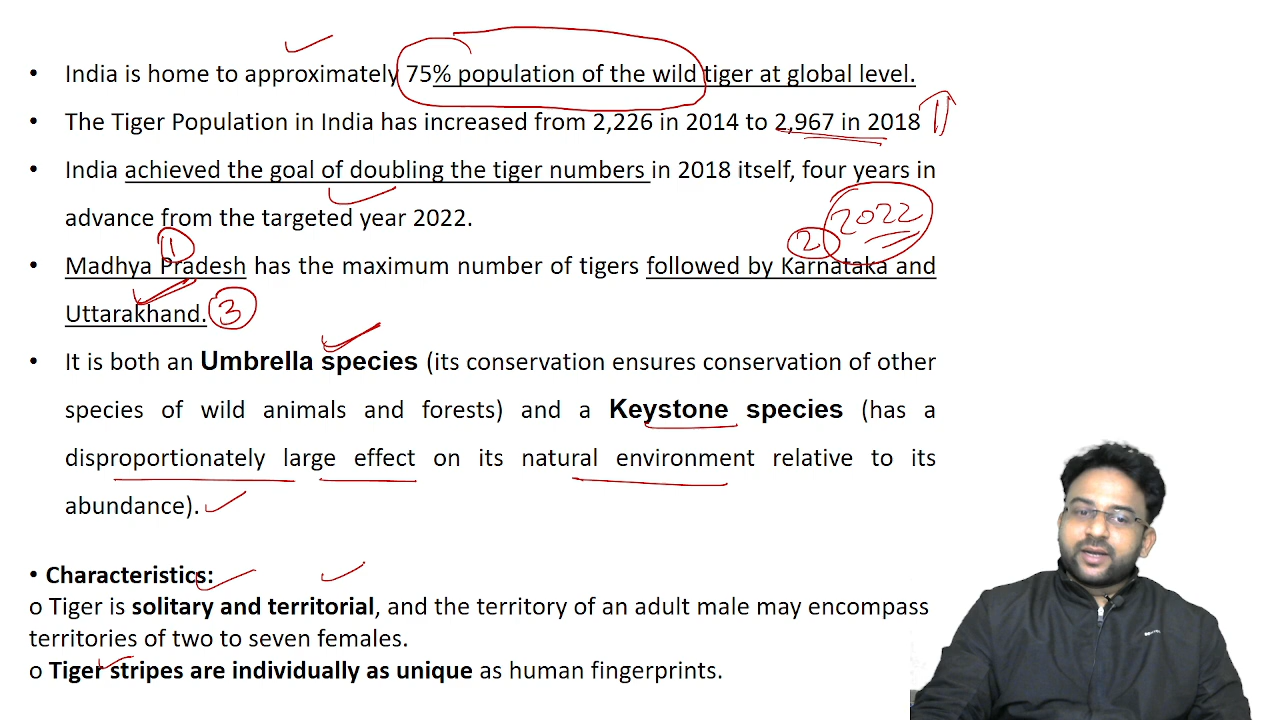 • India is home to approximately 75% population of the wild tiger at global level.
• The Tiger Population in India has increased from 2,226 in 2014 to 2,967 in 2018
• India achieved the goal of doubling the tiger numbers in 2018 itself, four years in
advance from the targeted year 2022.
2022
1
2
• Madhya Pradesh has the maximum number of tigers followed by Karnataka and
Uttarakhand. 3
• It is both an Umbrella species (its conservation ensures conservation of other
species of wild animals and forests) and a Keystone species (has a
disproportionately large effect on its natural environment relative to its
abundance).
• Characteristics:
o Tiger is solitary and territorial, and the territory of an adult male may encompass
territories of two to seven females.
o Tiger stripes are individually as unique as human fingerprints.